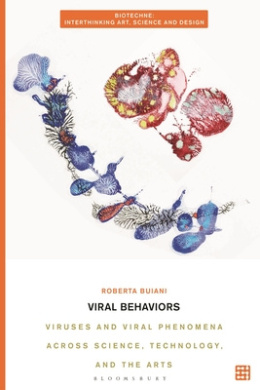 BIOTECHNE:
INTERTHINKING ART, SCIENCE AND DESIGN
ROBERTA BUIANI
VIRAL BEHAVIORS
VIRUSES AND VIRAL PHENOMENA
ACROSS SCIENCE, TECHNOLOGY,
AND THE ARTS
BLOOMSBURY